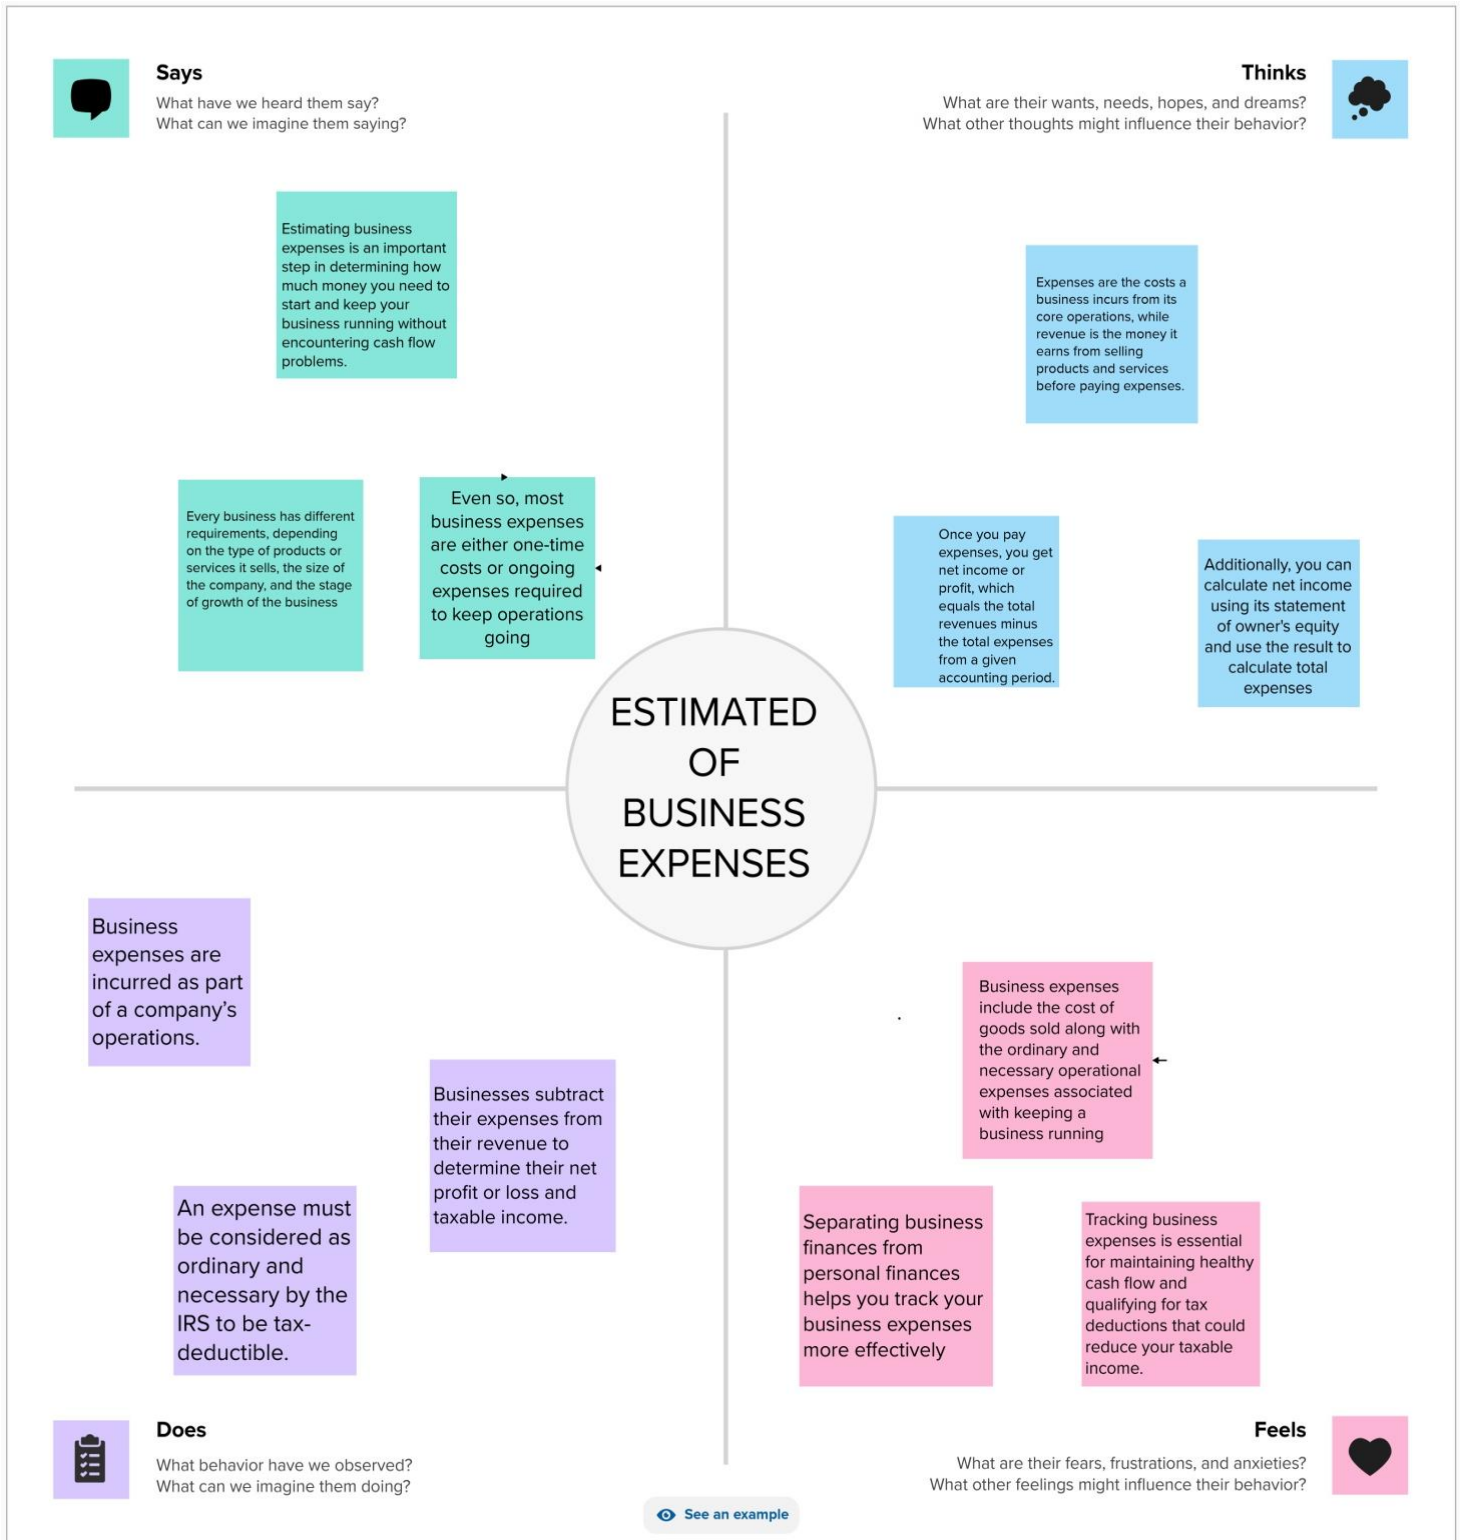 Says
What have we heard them say?
What can we imagine them saying?
Thinks
What are their wants, needs, hopes, and dreams?
What other thoughts might influence their behavior?
Estimating business
expenses is an important
step in determining how
much money you need to
start and keep your
business running without
encountering cash flow
problems.
Every business has different
requirements, depending
on the type of products or
services it sells, the size of
the company, and the stage
of growth of the business
Even so, most
business expenses
are either one-time
costs or ongoing
expenses required
to keep operations
going
Expenses are the costs a
business incurs from its
core operations, while
revenue is the money it
earns from selling
products and services
before paying expenses.
Once you pay
expenses, you get
net income or
profit, which
equals the total
revenues minus
the total expenses
from a given
accounting period.
Additionally, you can
calculate net income
using its statement
of owner's equity
and use the result to
calculate total
expenses
ESTIMATED
OF
BUSINESS
EXPENSES
Business
expenses are
incurred as part
of a company’s
operations.
Businesses subtract
their expenses from
their revenue to
determine their net
profit or loss and
taxable income.
An expense must
be considered as
ordinary and
necessary by the
IRS to be tax-
deductible.
Business expenses
include the cost of
goods sold along with
the ordinary and
necessary operational
expenses associated
with keeping a
business running
Separating business
finances from
personal finances
helps you track your
business expenses
more effectively
Tracking business
expenses is essential
for maintaining healthy
cash flow and
qualifying for tax
deductions that could
reduce your taxable
income.
Does
What behavior have we observed?
What can we imagine them doing?
Feels
What are their fears, frustrations, and anxieties?
What other feelings might influence their behavior?
See an example